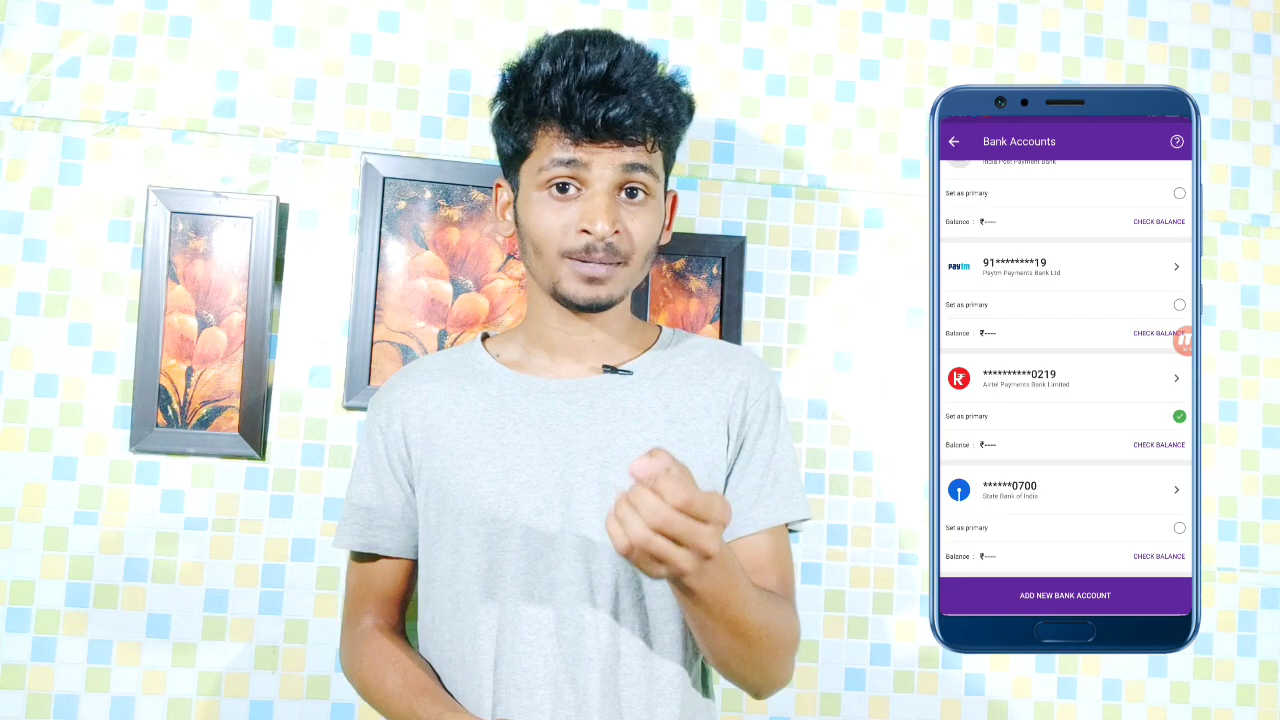 Bank Accounts
India Post Payment Bank
Set as primary
Balance : ₹---- CHECK BALANCE
paytm 91********19
Paytm Payments Bank Ltd
Set as primary
Balance : ₹---- CHECK BALANCE
**********0219
Airtel Payments Bank Limited
Set as primary
Balance : ₹---- CHECK BALANCE
******0700
State Bank of India
Set as primary
Balance : ₹---- CHECK BALANCE
ADD NEW BANK ACCOUNT